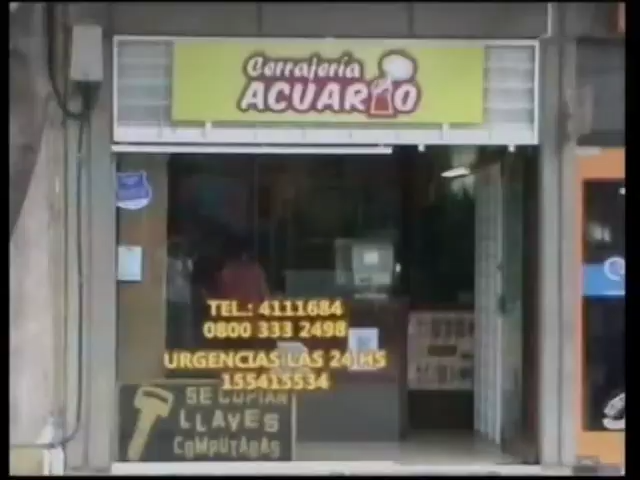 Cerrajería
ACUARIO
TEL.: 4111684
0800 333 2498
URGENCIAS LAS 24 HS
155415534
SE COPIAN
LLAVES
COMPUTADAS